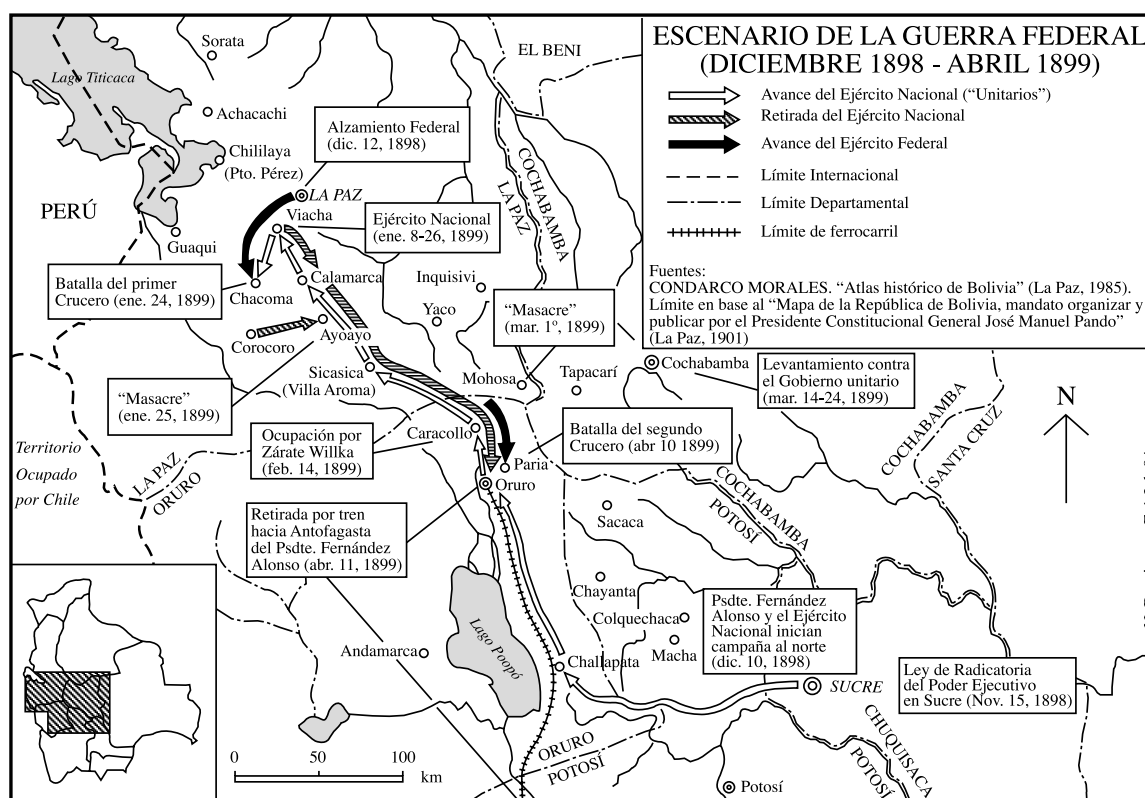 ESCENARIO DE LA GUERRA FEDERAL
(DICIEMBRE 1898 - ABRIL 1899)
Avance del Ejército Nacional (“Unitarios”)
Retirada del Ejército Nacional
Avance del Ejército Federal
Límite Internacional
Límite Departamental
Límite de ferrocarril
Fuentes:
CONDARCO MORALES. “Atlas histórico de Bolivia” (La Paz, 1985).
Límite en base al “Mapa de la República de Bolivia, mandato organizar y
publicar por el Presidente Constitucional General José Manuel Pando”
(La Paz, 1901)
Sorata
Lago Titicaca
EL BENI
Achacachi
Alzamiento Federal
(dic. 12, 1898)
Chililaya
(Pto. Pérez)
COCHABAMBA
LA PAZ
LA PAZ
PERÚ
Viacha
Ejército Nacional
(ene. 8-26, 1899)
Guaqui
Batalla del primer
Crucero (ene. 24, 1899)
Calamarca
Inquisivi
Chacoma
“Masacre”
(mar. 1º, 1899)
Yaco
Ayoayo
Corocoro
Sicasica
(Villa Aroma)
Mohosa
Tapacarí
Cochabamba
Levantamiento contra
el Gobierno unitario
(mar. 14-24, 1899)
“Masacre”
(ene. 25, 1899)
N
COCHABAMBA
SANTA CRUZ
Caracollo
Ocupación por
Zárate Willka
(feb. 14, 1899)
Batalla del segundo
Crucero (abr 10 1899)
Territorio
Ocupado
por Chile
LA PAZ
ORURO
Paria
Oruro
COCHABAMBA
POTOSÍ
Sacaca
Retirada por tren
hacia Antofagasta
del Psdte. Fernández
Alonso (abr. 11, 1899)
Chayanta
Colquechaca
Macha
Psdte. Fernández
Alonso y el Ejército
Nacional inician
campaña al norte
(dic. 10, 1898)
Lago Poopó
Andamarca
Challapata
SUCRE
Ley de Radicatoria
del Poder Ejecutivo
en Sucre (Nov. 15, 1898)
ORURO
POTOSÍ
CHUQUISACA
POTOSÍ
Potosí
0 50 100
km